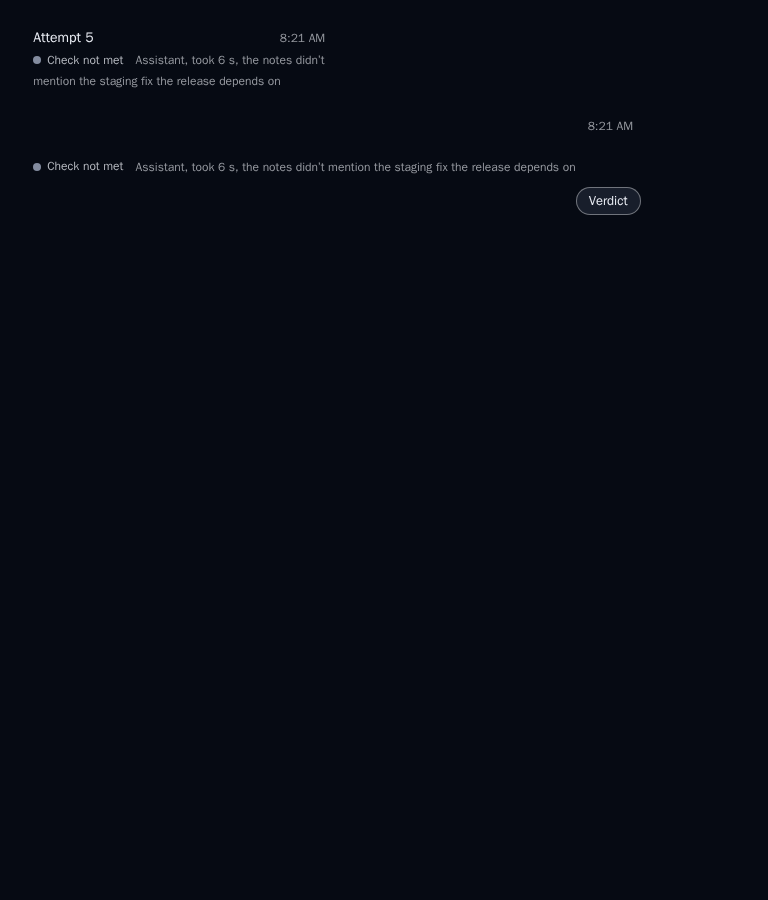 Attempt 5 8:21 AM
Check not met Assistant, took 6 s, the notes didn't
mention the staging fix the release depends on
8:21 AM
Check not met Assistant, took 6 s, the notes didn't mention the staging fix the release depends on
Verdict